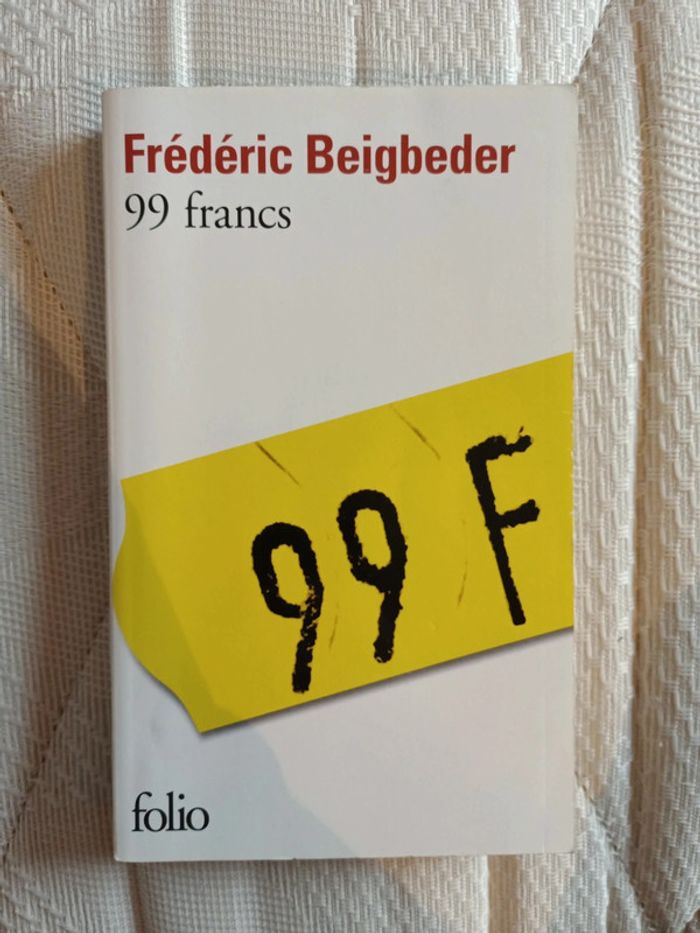 Frédéric Beigbeder
99 francs
99 F
folio